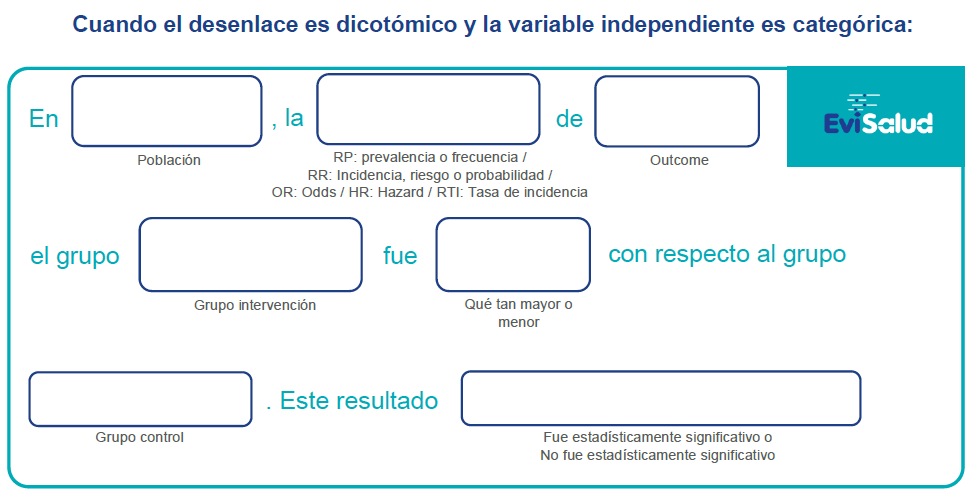 Cuando el desenlace es dicotómico y la variable independiente es categórica:
EviSalud
En , la de
Población
RP: prevalencia o frecuencia /
RR: Incidencia, riesgo o probabilidad /
OR: Odds / HR: Hazard / RTI: Tasa de incidencia
Outcome
el grupo fue con respecto al grupo
Grupo intervención
Qué tan mayor o
menor
. Este resultado
Grupo control
Fue estadísticamente significativo o
No fue estadísticamente significativo